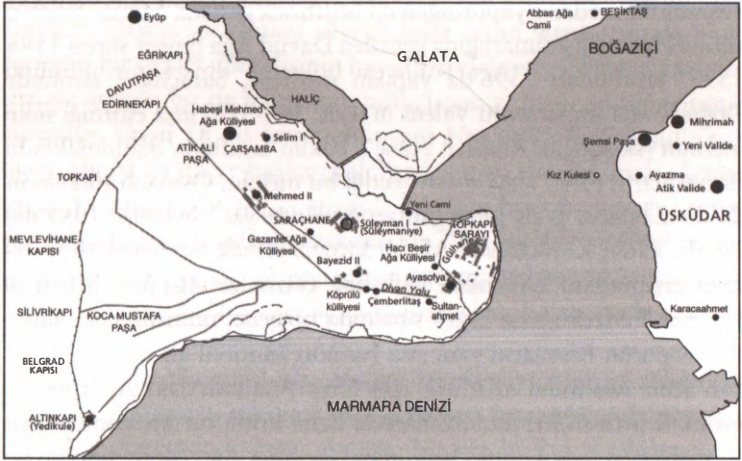 Eyüp
Abbas Ağa
Camii
BEŞİKTAŞ
BOĞAZİÇİ
GALATA
EĞRİKAPI
DAVUTPAŞA
EDİRNEKAPI
HALİÇ
Habeşi Mehmed
Ağa Külliyesi
Selim I
ATİK ALİ
PAŞA
ÇARŞAMBA
Mihrimah
Şemsi Paşa
Yeni Valide
TOPKAPI
Kız Kulesi
Ayazma
Atik Valide
ÜSKÜDAR
Mehmed II
Yeni Cami
SARAÇHANE
Süleyman I
(Süleymaniye)
TOPKAPI
SARAYI
Gülhane
MEVLEVİHANE
KAPISI
Gazanfer Ağa
Külliyesi
Hacı Beşir
Ağa Külliyesi
Bayezid II
Ayasofya
Köprülü
külliyesi
Divan Yolu
Çemberlitaş
Sultan-
ahmet
SİLİVRİKAPI
KOCA MUSTAFA
PAŞA
Karacaahmet
BELGRAD
KAPISI
ALTINKAPI
(Yedikule)
MARMARA DENİZİ